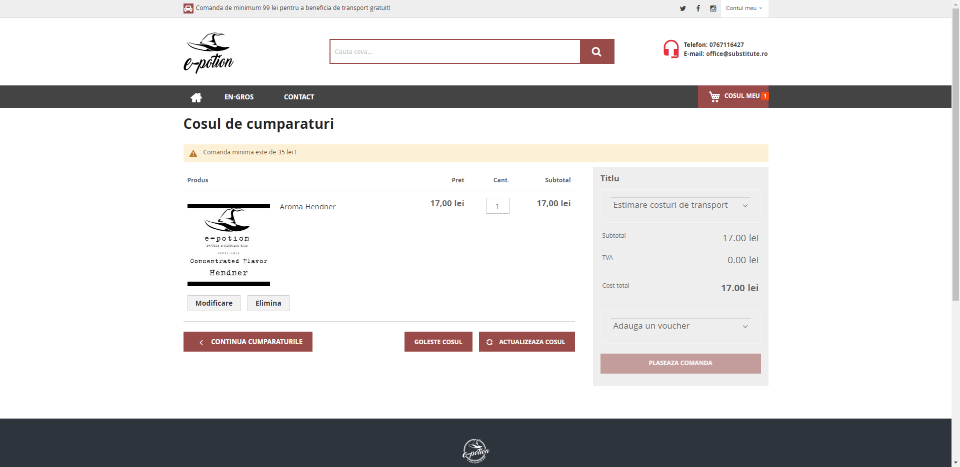 Comanda de minimum 99 lei pentru a beneficia de transport gratuit!
Contul meu
e-potion
Cauta ceva...
Telefon: 0767116427
E-mail: office@substitute.ro
EN-GROS
CONTACT
COSUL MEU 1
Cosul de cumparaturi
Comanda minima este de 35 lei !
Produs
Pret
Cant.
Subtotal
e-potion
Concentrated Flavor
Hendner
Aroma Hendner
17,00 lei
1
17,00 lei
Modificare
Elimina
CONTINUA CUMPARATURILE
GOLESTE COSUL
ACTUALIZEAZA COSUL
Titlu
Estimare costuri de transport
Subtotal
17.00 lei
TVA
0.00 lei
Cost total
17.00 lei
Adauga un voucher
PLASEAZA COMANDA
e-potion